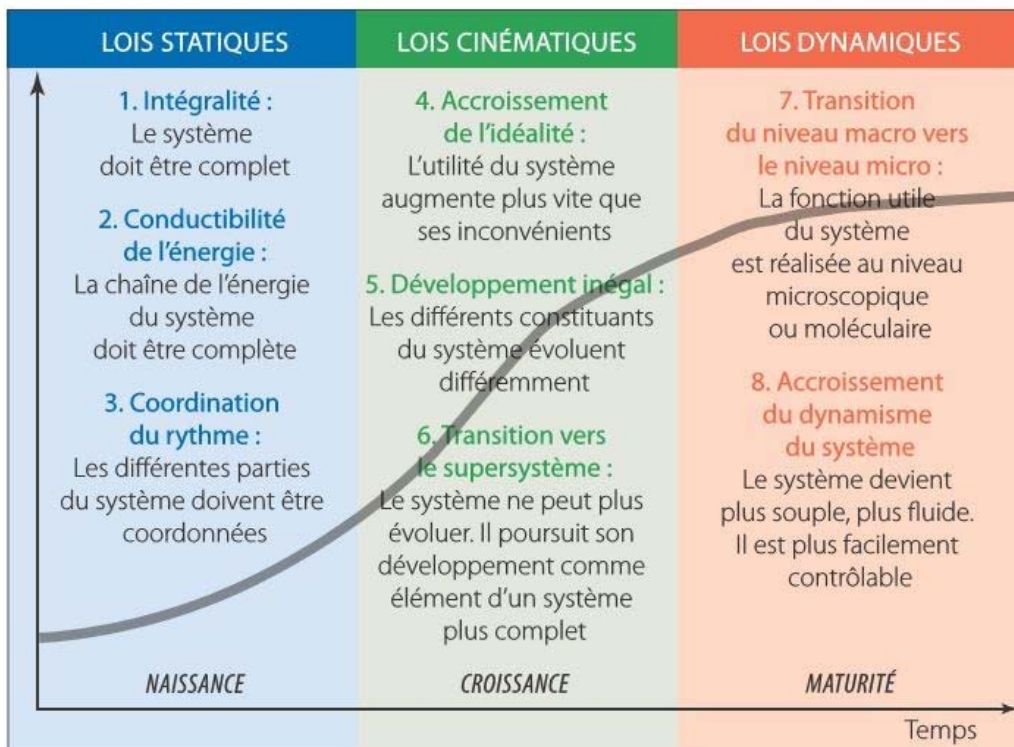 LOIS STATIQUES
1. Intégralité :
Le système
doit être complet
2. Conductibilité
de l'énergie :
La chaîne de l'énergie
du système
doit être complète
3. Coordination
du rythme :
Les différentes parties
du système doivent être
coordonnées
NAISSANCE
LOIS CINÉMATIQUES
4. Accroissement
de l'idéalité :
L'utilité du système
augmente plus vite que
ses inconvénients
5. Développement inégal :
Les différents constituants
du système évoluent
différemment
6. Transition vers
le supersystème :
Le système ne peut plus
évoluer. Il poursuit son
développement comme
élément d'un système
plus complet
CROISSANCE
LOIS DYNAMIQUES
7. Transition
du niveau macro vers
le niveau micro :
La fonction utile
du système
est réalisée au niveau
microscopique
ou moléculaire
8. Accroissement
du dynamisme
du système
Le système devient
plus souple, plus fluide.
Il est plus facilement
contrôlable
MATURITÉ
Temps